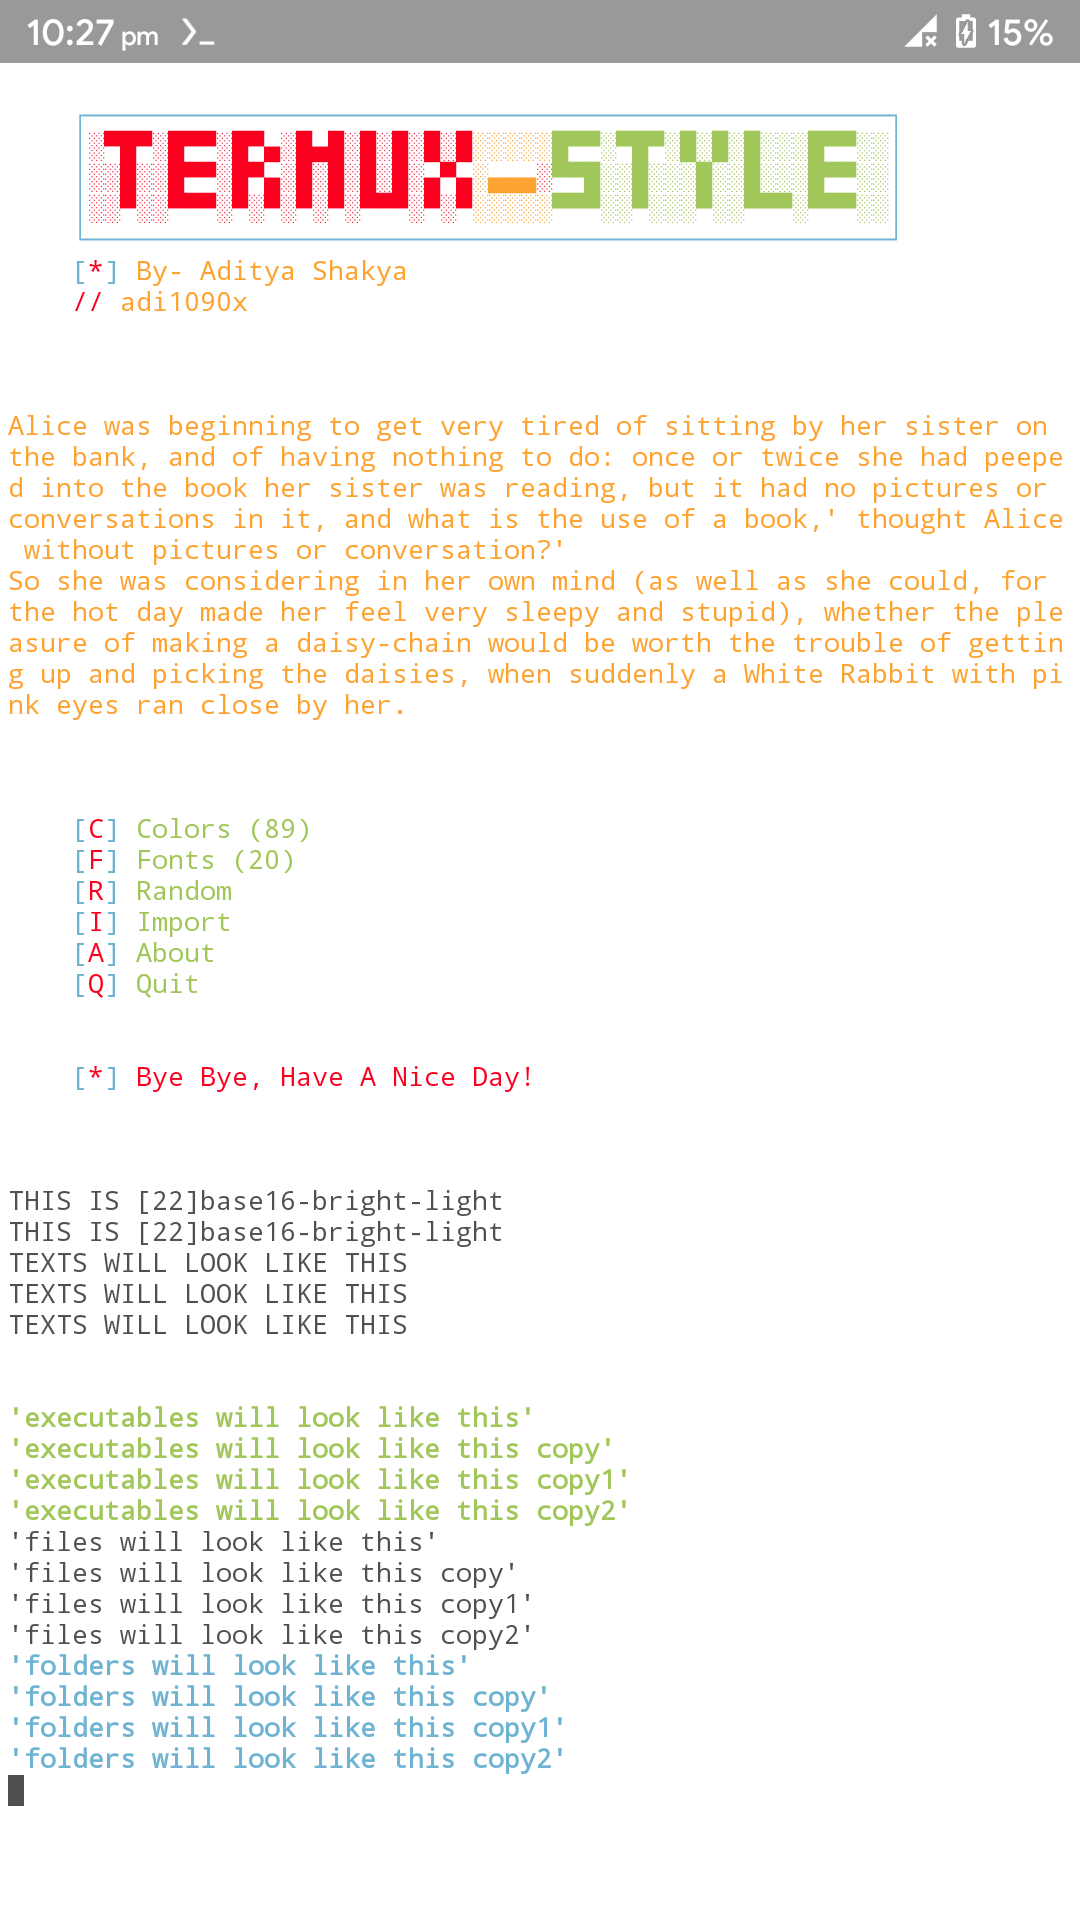 10:27 pm 15%
TERMUX-STYLE
[*] By- Aditya Shakya
// adi1090x
Alice was beginning to get very tired of sitting by her sister on
the bank, and of having nothing to do: once or twice she had peepe
d into the book her sister was reading, but it had no pictures or
conversations in it, and what is the use of a book,' thought Alice
without pictures or conversation?'
So she was considering in her own mind (as well as she could, for
the hot day made her feel very sleepy and stupid), whether the ple
asure of making a daisy-chain would be worth the trouble of gettin
g up and picking the daisies, when suddenly a White Rabbit with pi
nk eyes ran close by her.
[C] Colors (89)
[F] Fonts (20)
[R] Random
[I] Import
[A] About
[Q] Quit
[*] Bye Bye, Have A Nice Day!
THIS IS [22]base16-bright-light
THIS IS [22]base16-bright-light
TEXTS WILL LOOK LIKE THIS
TEXTS WILL LOOK LIKE THIS
TEXTS WILL LOOK LIKE THIS
'executables will look like this'
'executables will look like this copy'
'executables will look like this copy1'
'executables will look like this copy2'
'files will look like this'
'files will look like this copy'
'files will look like this copy1'
'files will look like this copy2'
'folders will look like this'
'folders will look like this copy'
'folders will look like this copy1'
'folders will look like this copy2'